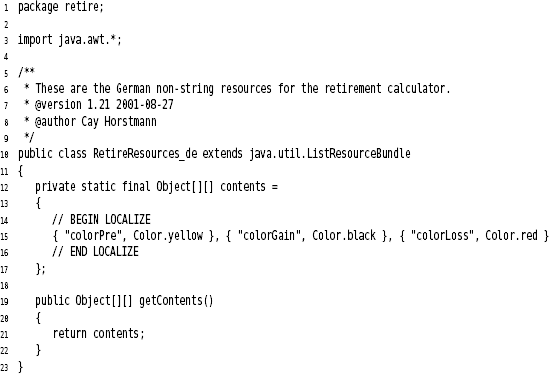 1 package retire;
2
3 import java.awt.*;
4
5 /**
6  * These are the German non-string resources for the retirement calculator.
7  * @version 1.21 2001-08-27
8  * @author Cay Horstmann
9  */
10 public class RetireResources_de extends java.util.ListResourceBundle
11 {
12    private static final Object[][] contents =
13    {
14       // BEGIN LOCALIZE
15       { "colorPre", Color.yellow }, { "colorGain", Color.black }, { "colorLoss", Color.red }
16       // END LOCALIZE
17    };
18
19    public Object[][] getContents()
20    {
21       return contents;
22    }
23 }